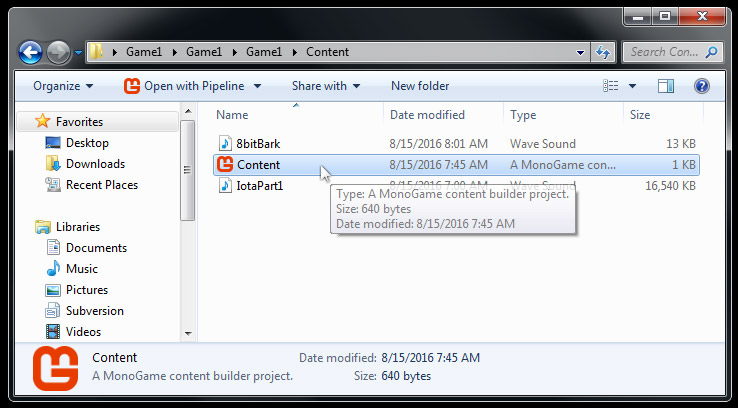 Game1 Game1 Game1 Content
Search Con...
Organize Open with Pipeline Share with New folder
Favorites
Desktop
Downloads
Recent Places
Libraries
Documents
Music
Pictures
Subversion
Videos
Name Date modified Type Size
8bitBark 8/15/2016 8:01 AM Wave Sound 13 KB
Content 8/15/2016 7:45 AM A MonoGame con... 1 KB
IotaPart1 8/15/2016 7:00 AM Wave Sound 16,540 KB
Type: A MonoGame content builder project.
Size: 640 bytes
Date modified: 8/15/2016 7:45 AM
Content Date modified: 8/15/2016 7:45 AM
A MonoGame content builder project. Size: 640 bytes